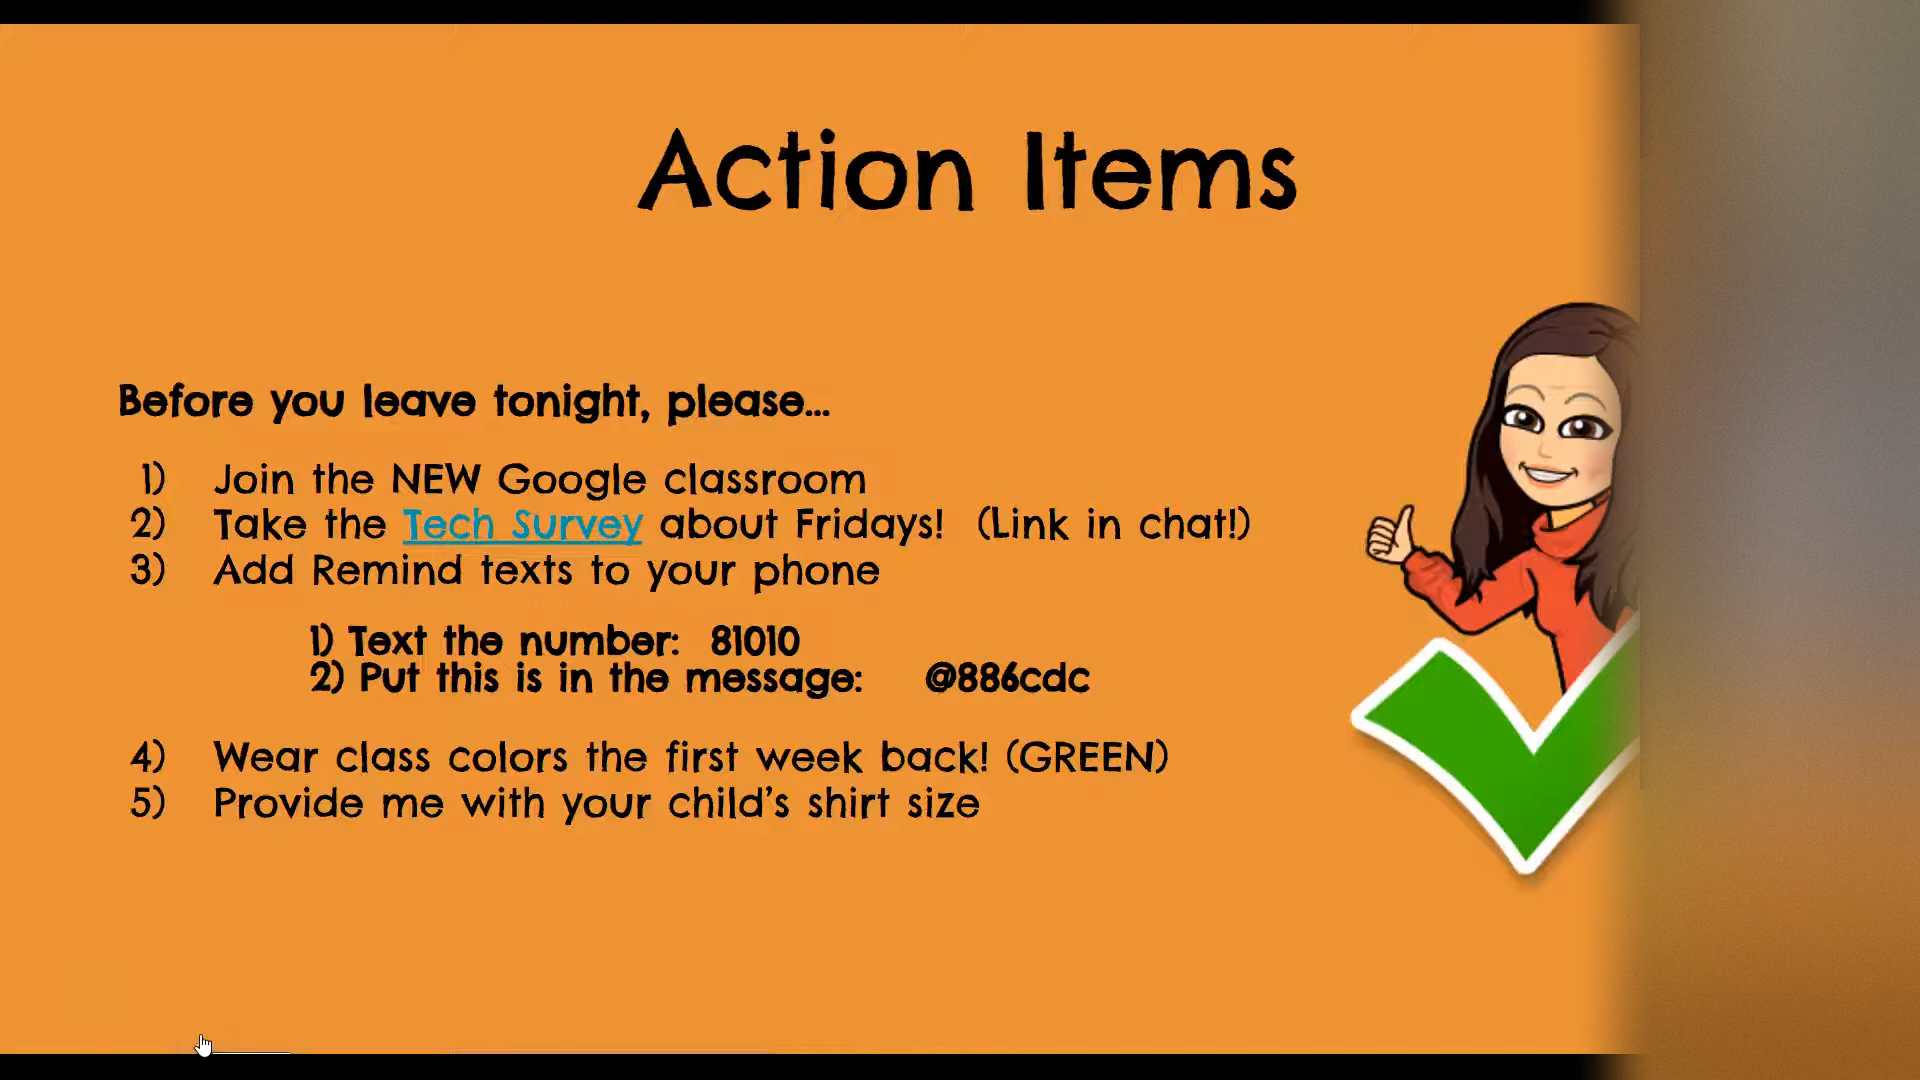 Action Items
Before you leave tonight, please...
1) Join the NEW Google classroom
2) Take the Tech Survey about Fridays! (Link in chat!)
3) Add Remind texts to your phone
1) Text the number: 81010
2) Put this is in the message: @886cdc
4) Wear class colors the first week back! (GREEN)
5) Provide me with your child's shirt size